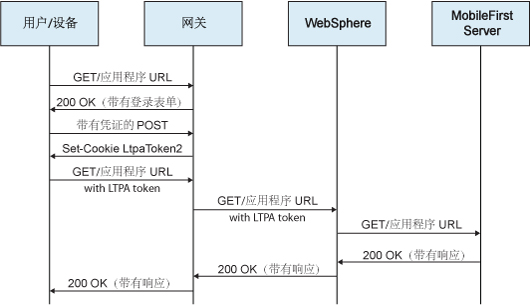 用户/设备
网关
WebSphere
MobileFirst
Server
GET/应用程序 URL
200 OK（带有登录表单）
带有凭证的 POST
Set-Cookie LtpaToken2
GET/应用程序 URL
with LTPA token
GET/应用程序 URL
with LTPA token
GET/应用程序 URL
200 OK（带有响应）
200 OK（带有响应）
200 OK（带有响应）